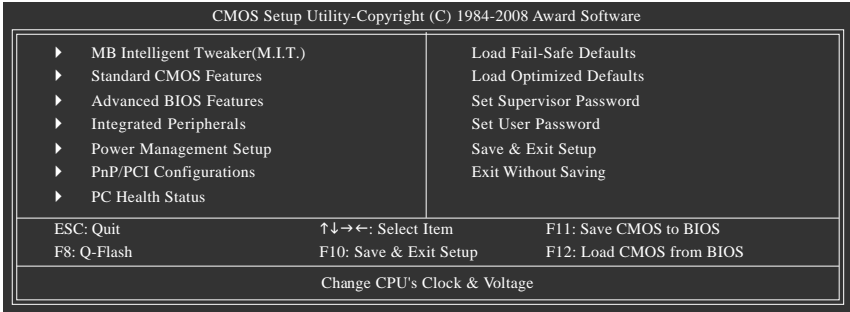 CMOS Setup Utility-Copyright (C) 1984-2008 Award Software
MB Intelligent Tweaker(M.I.T.)
Standard CMOS Features
Advanced BIOS Features
Integrated Peripherals
Power Management Setup
PnP/PCI Configurations
PC Health Status
Load Fail-Safe Defaults
Load Optimized Defaults
Set Supervisor Password
Set User Password
Save & Exit Setup
Exit Without Saving
ESC: Quit
↑↓→←: Select Item
F11: Save CMOS to BIOS
F8: Q-Flash
F10: Save & Exit Setup
F12: Load CMOS from BIOS
Change CPU's Clock & Voltage